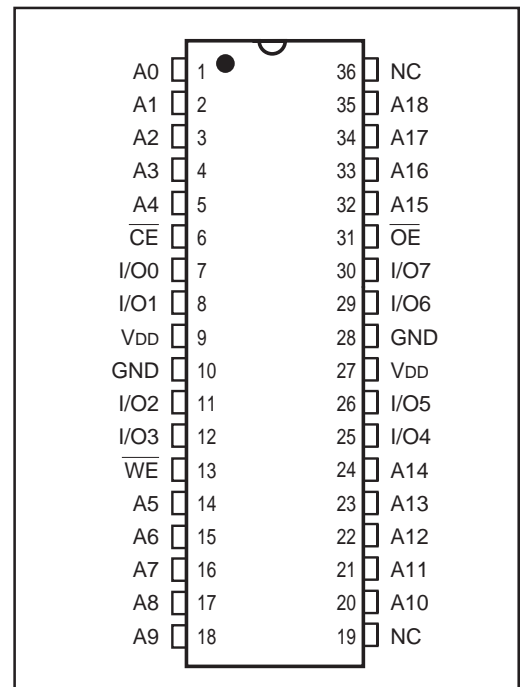 A0 1 36 NC
A1 2 35 A18
A2 3 34 A17
A3 4 33 A16
A4 5 32 A15
C̅E̅ 6 31 O̅E̅
I/O0 7 30 I/O7
I/O1 8 29 I/O6
VDD 9 28 GND
GND 10 27 VDD
I/O2 11 26 I/O5
I/O3 12 25 I/O4
W̅E̅ 13 24 A14
A5 14 23 A13
A6 15 22 A12
A7 16 21 A11
A8 17 20 A10
A9 18 19 NC